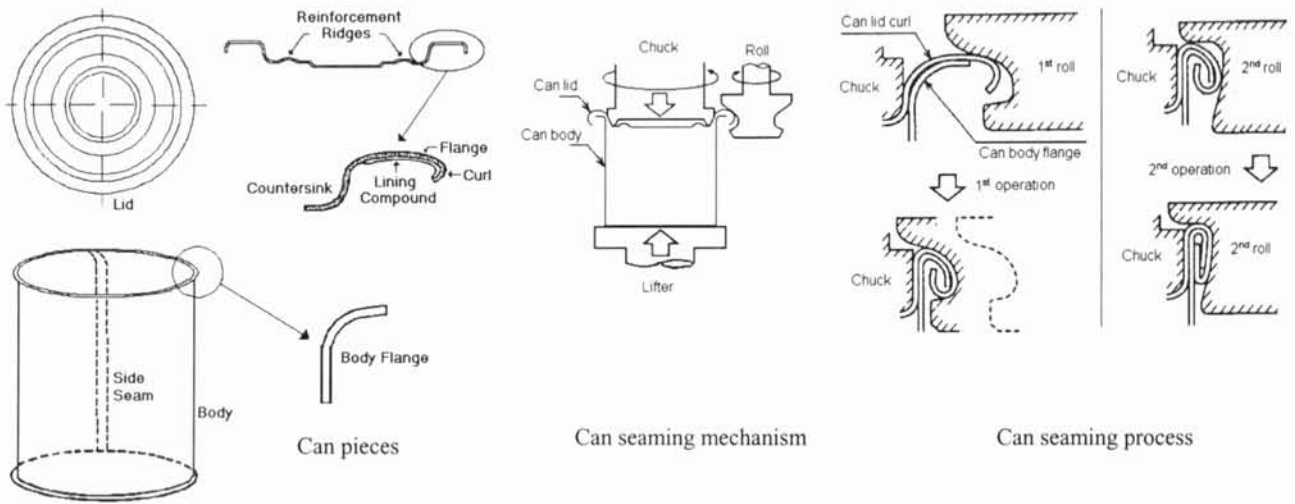 Reinforcement
Ridges
Lid
Flange
Curl
Lining
Compound
Countersink
Side
Seam
Body
Body Flange
Can pieces
Chuck
Roll
Can lid
Can body
Lifter
Can seaming mechanism
Can lid curl
1st roll
Chuck
Can body flange
1st operation
Chuck
2nd roll
Chuck
2nd operation
Chuck
2nd roll
Can seaming process